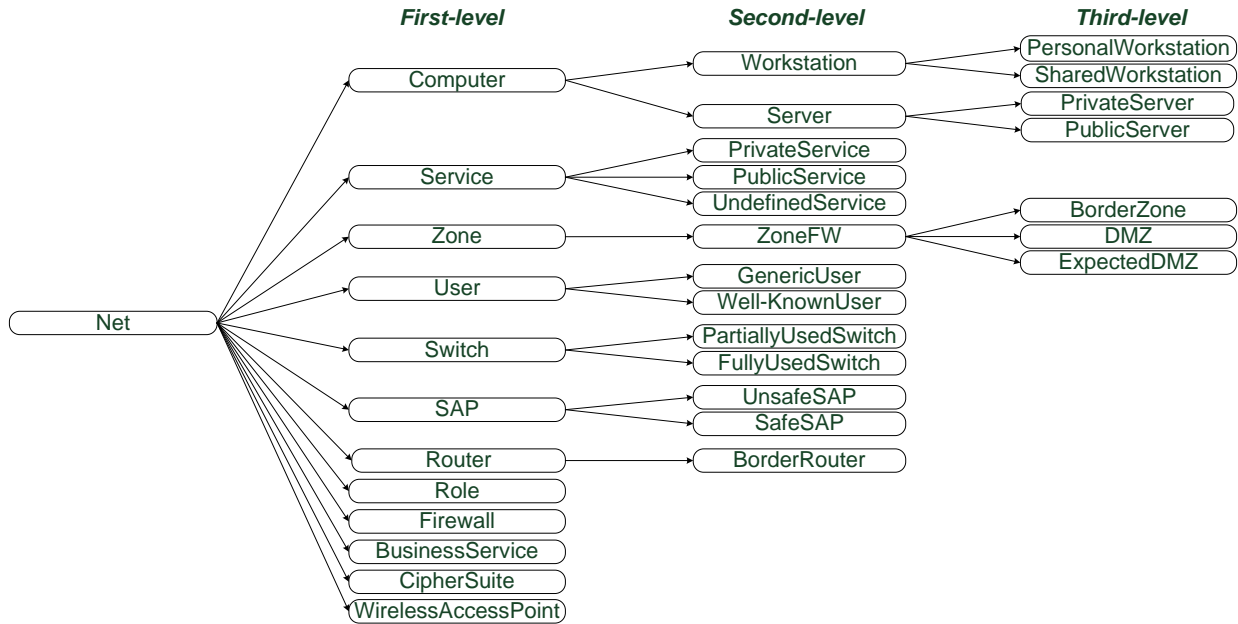 First-level
Second-level
Third-level
Net
Computer
Service
Zone
User
Switch
SAP
Router
Role
Firewall
BusinessService
CipherSuite
WirelessAccessPoint
Workstation
Server
PrivateService
PublicService
UndefinedService
ZoneFW
GenericUser
Well-KnownUser
PartiallyUsedSwitch
FullyUsedSwitch
UnsafeSAP
SafeSAP
BorderRouter
PersonalWorkstation
SharedWorkstation
PrivateServer
PublicServer
BorderZone
DMZ
ExpectedDMZ